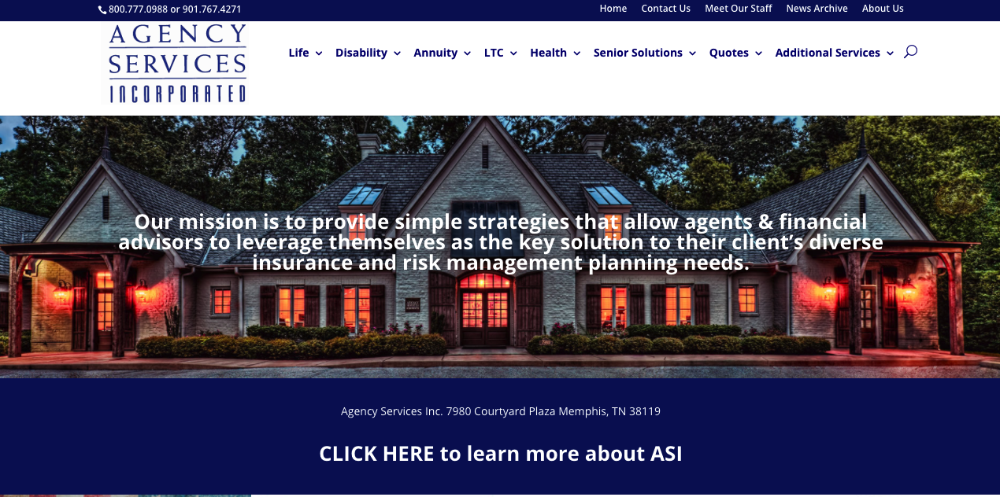 800.777.0988 or 901.767.4271
Home Contact Us Meet Our Staff News Archive About Us
AGENCY
SERVICES
INCORPORATED
Life Disability Annuity LTC Health Senior Solutions Quotes Additional Services
Our mission is to provide simple strategies that allow agents & financial
advisors to leverage themselves as the key solution to their client’s diverse
insurance and risk management planning needs.
Agency Services Inc. 7980 Courtyard Plaza Memphis, TN 38119
CLICK HERE to learn more about ASI